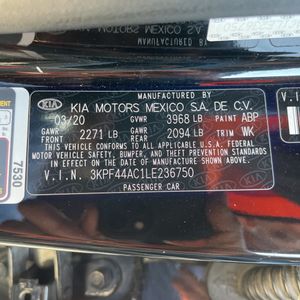 MANUFACTURED BY
KIA KIA MOTORS MEXICO S.A. DE C.V.
03/20 GVWR 3968 LB PAINT ABP
GAWR FRONT 2271 LB GAWR REAR 2094 LB TRIM WK
THIS VEHICLE CONFORMS TO ALL APPLICABLE FEDERAL
MOTOR VEHICLE SAFETY, BUMPER, AND THEFT PREVENTION STANDARDS
IN EFFECT ON THE DATE OF MANUFACTURE SHOWN ABOVE.
V.I.N. 3KPF44AC1LE236750
PASSENGER CAR
7530